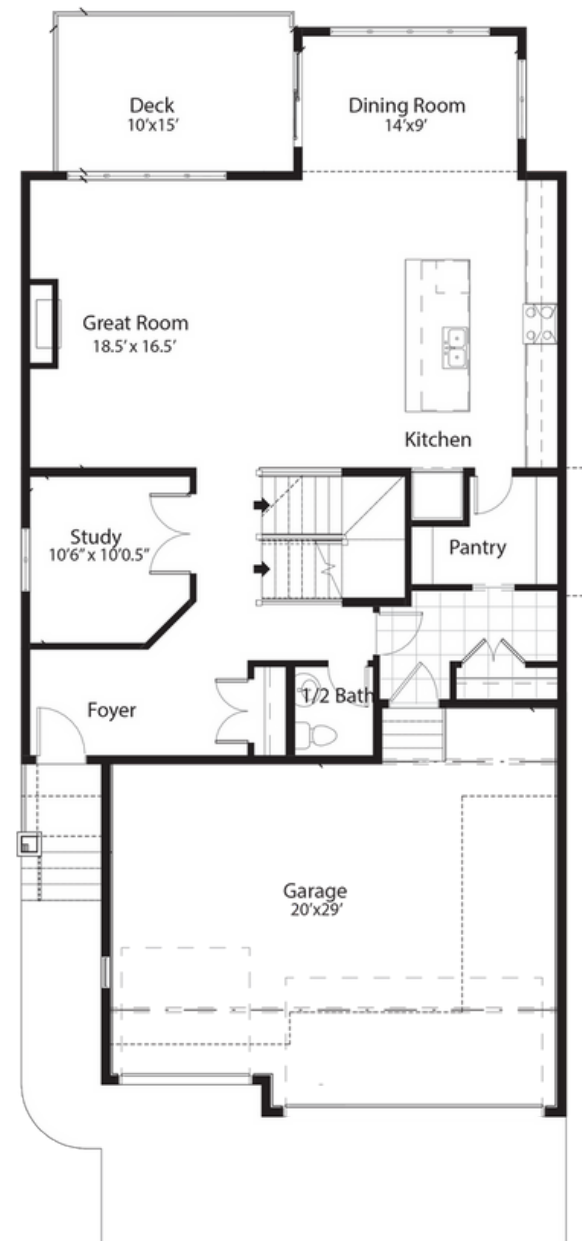 Deck
10'x15'
Dining Room
14'x9'
Great Room
18.5' x 16.5'
Kitchen
Study
10'6" x 10'0.5"
Pantry
1/2 Bath
Foyer
Garage
20'x29'